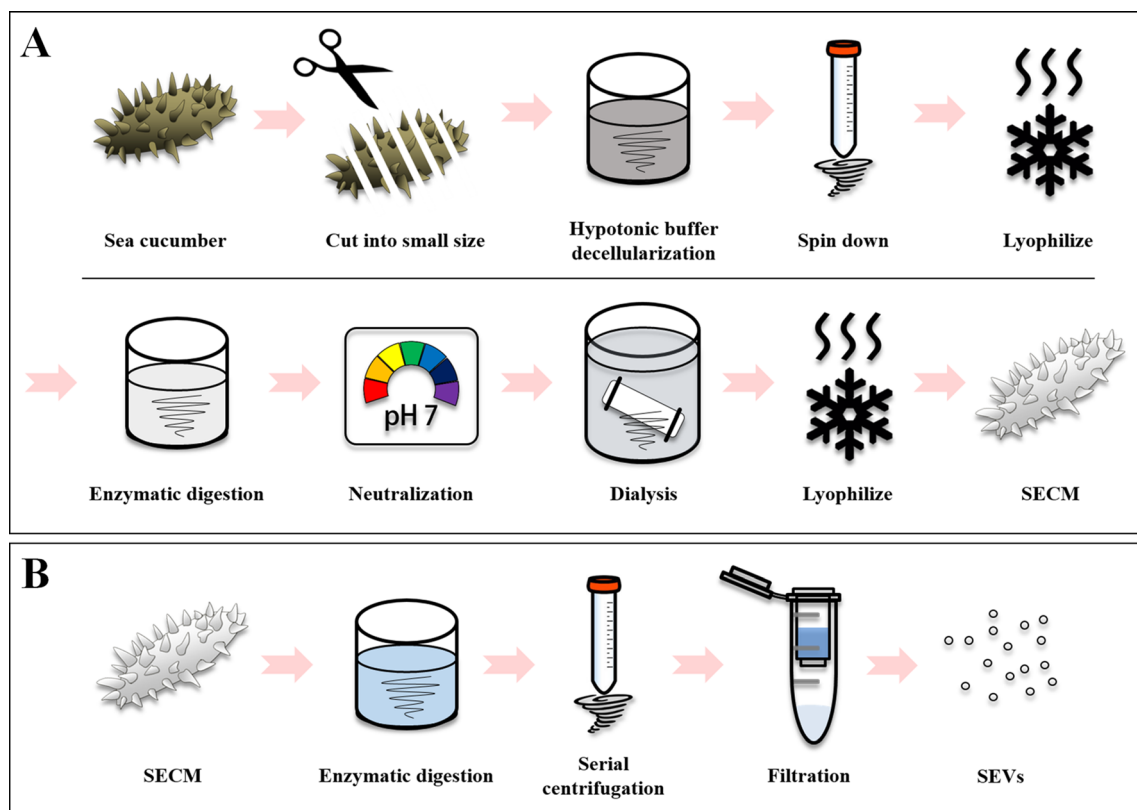 A
Sea cucumber
Cut into small size
Hypotonic buffer
decellularization
Spin down
Lyophilize
pH 7
Enzymatic digestion
Neutralization
Dialysis
Lyophilize
SECM
B
SECM
Enzymatic digestion
Serial
centrifugation
Filtration
SEVs